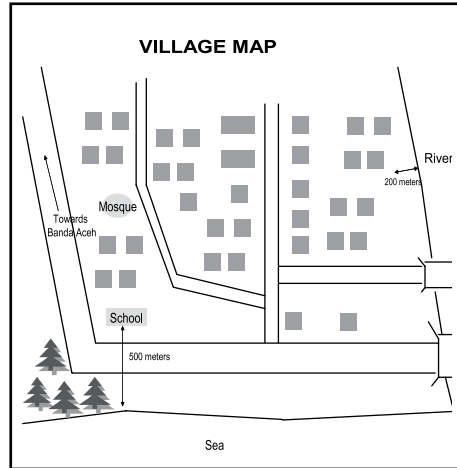 VILLAGE MAP
River
200 meters
Mosque
Towards
Banda Aceh
School
500 meters
Sea